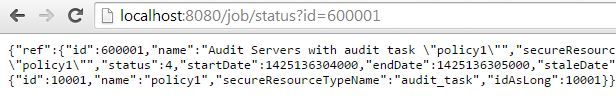 localhost:8080/job/status?id=600001
{"ref":{"id":600001,"name":"Audit Servers with audit task \"policy1\"","secureResourc
\"policy1\"","status":4,"startDate":1425136304000,"endDate":1425136305000,"staleDate"
{"id":10001,"name":"policy1","secureResourceTypeName":"audit_task","idAsLong":10001}}